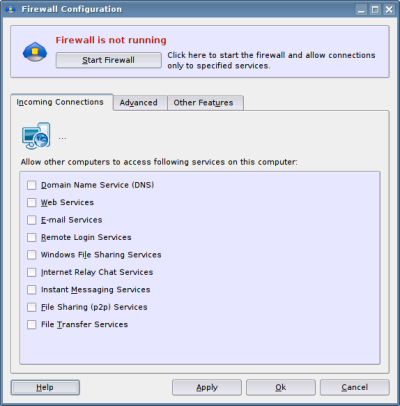 Firewall Configuration
Firewall is not running
Start Firewall
Click here to start the firewall and allow connections
only to specified services.
Incoming Connections
Advanced
Other Features
...
Allow other computers to access following services on this computer:
Domain Name Service (DNS)
Web Services
E-mail Services
Remote Login Services
Windows File Sharing Services
Internet Relay Chat Services
Instant Messaging Services
File Sharing (p2p) Services
File Transfer Services
Help
Apply
Ok
Cancel